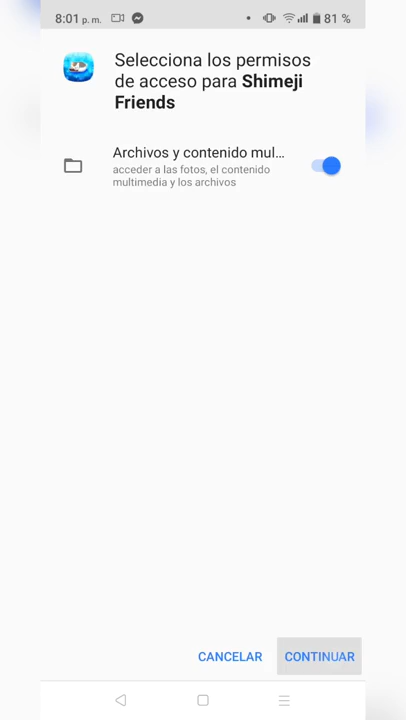 8:01 p. m. 81 %
Selecciona los permisos
de acceso para Shimeji
Friends
Archivos y contenido mul...
acceder a las fotos, el contenido
multimedia y los archivos
CANCELAR CONTINUAR